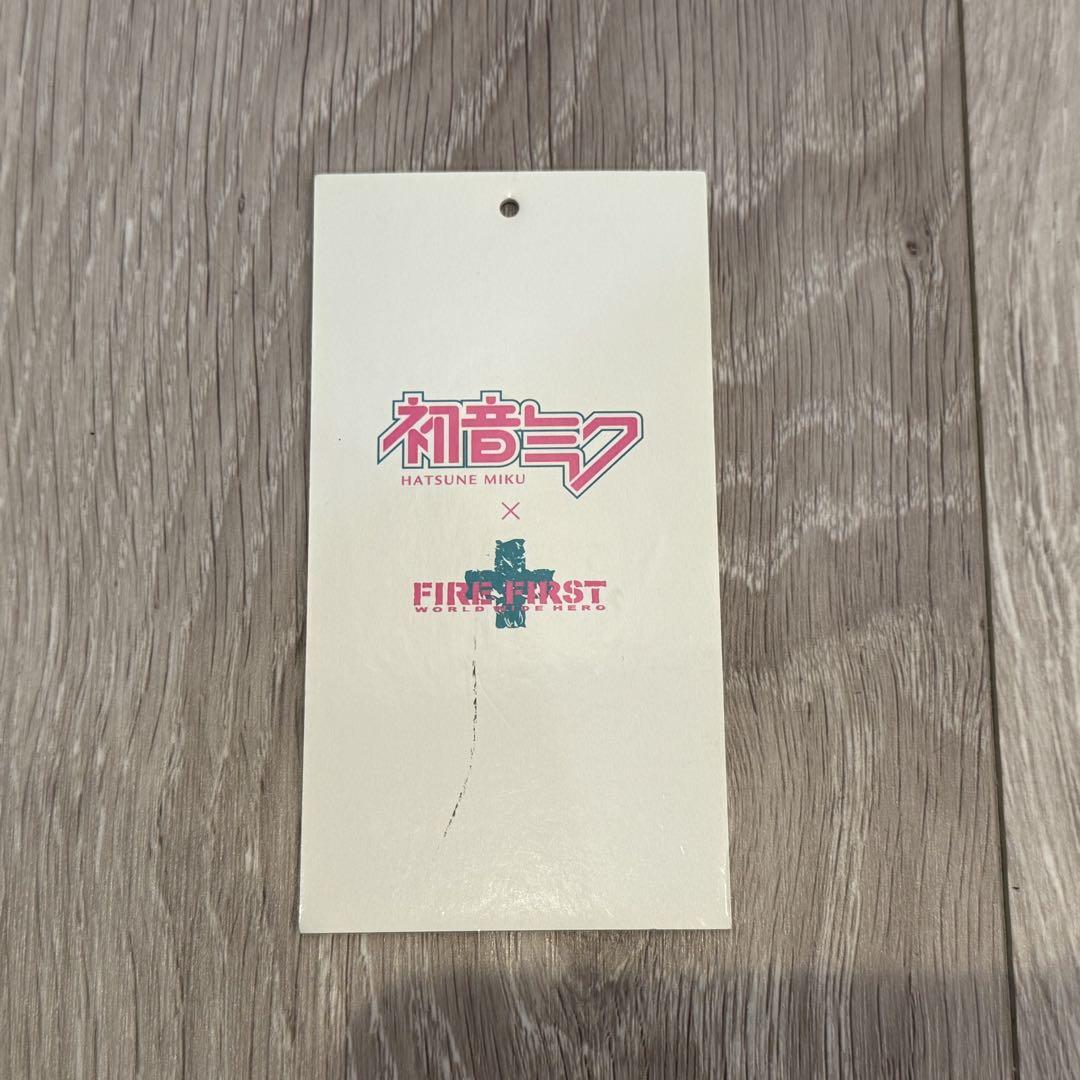 初音ミク
HATSUNE MIKU
×
FIRE FIRST
WORLD WIDE HERO